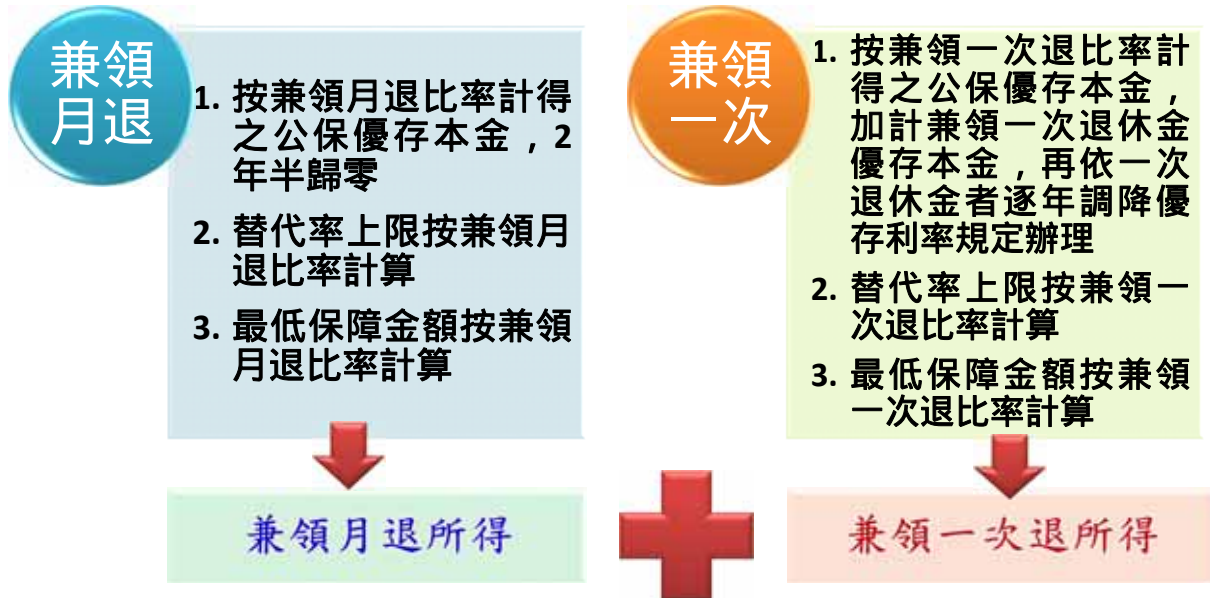 兼領
月退
1. 按兼領月退比率計得
之公保優存本金，2
年半歸零
2. 替代率上限按兼領月
退比率計算
3. 最低保障金額按兼領
月退比率計算
兼領月退所得
兼領
一次
1. 按兼領一次退比率計
得之公保優存本金，
加計兼領一次退休金
優存本金，再依一次
退休金者逐年調降優
存利率規定辦理
2. 替代率上限按兼領一
次退比率計算
3. 最低保障金額按兼領
一次退比率計算
兼領一次退所得